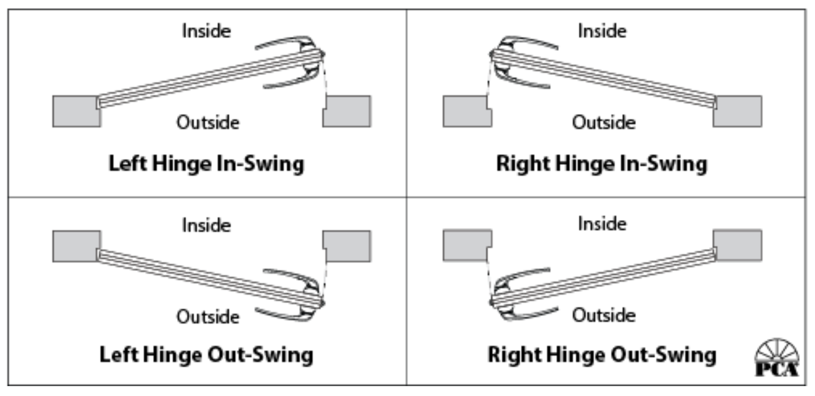 Inside
Outside
Left Hinge In-Swing
Inside
Outside
Right Hinge In-Swing
Inside
Outside
Left Hinge Out-Swing
Inside
Outside
Right Hinge Out-Swing
PCA